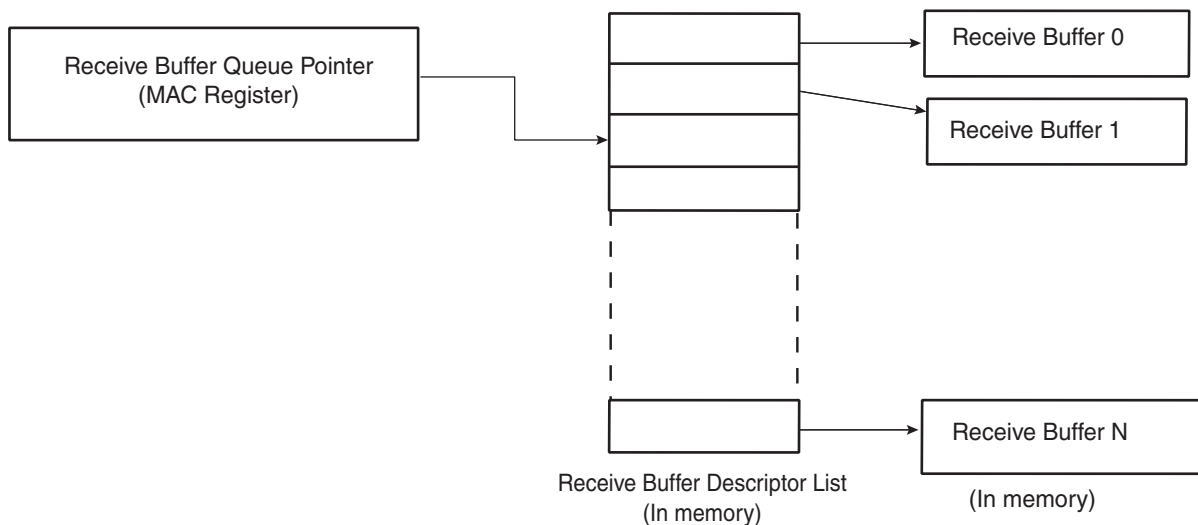 Receive Buffer Queue Pointer
(MAC Register)
Receive Buffer 0
Receive Buffer 1
Receive Buffer N
Receive Buffer Descriptor List
(In memory)
(In memory)